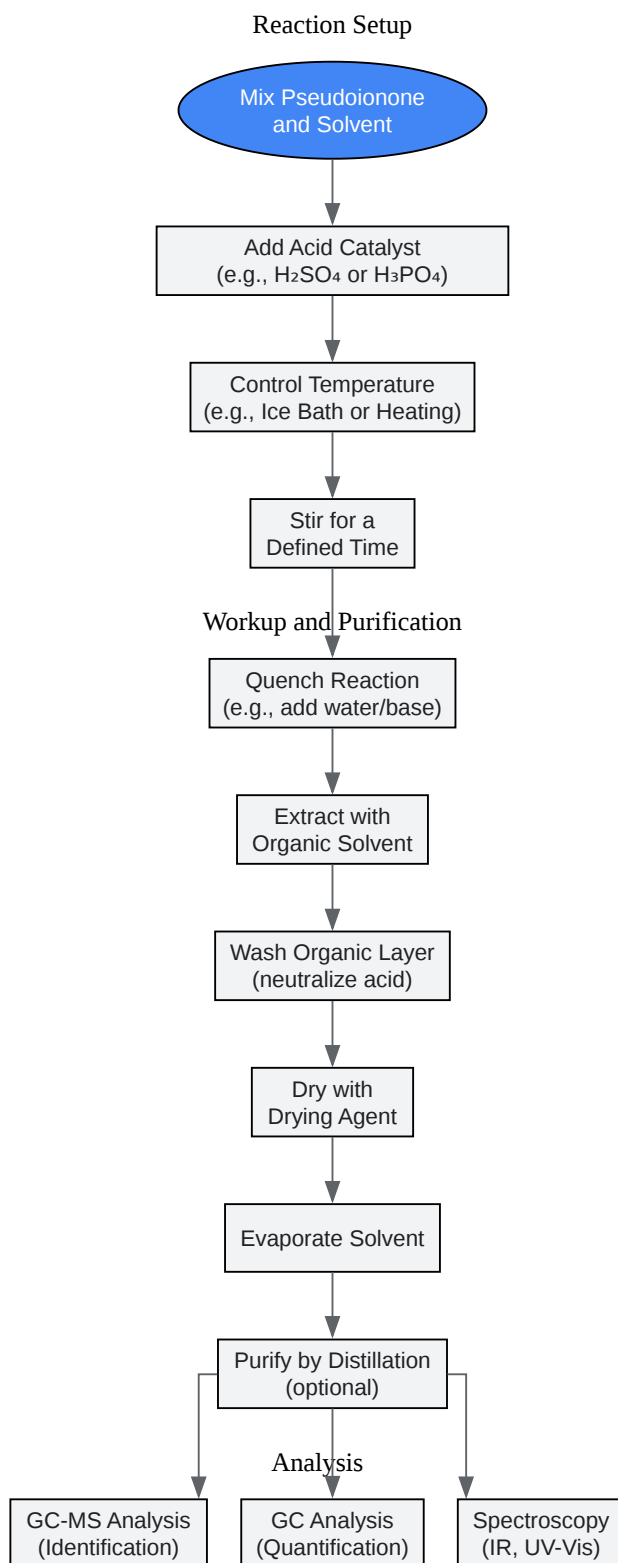 Reaction Setup
Mix Pseudoionone
and Solvent
Add Acid Catalyst
(e.g., H₂SO₄ or H₃PO₄)
Control Temperature
(e.g., Ice Bath or Heating)
Stir for a
Defined Time
Workup and Purification
Quench Reaction
(e.g., add water/base)
Extract with
Organic Solvent
Wash Organic Layer
(neutralize acid)
Dry with
Drying Agent
Evaporate Solvent
Purify by Distillation
(optional)
Analysis
GC-MS Analysis
(Identification)
GC Analysis
(Quantification)
Spectroscopy
(IR, UV-Vis)